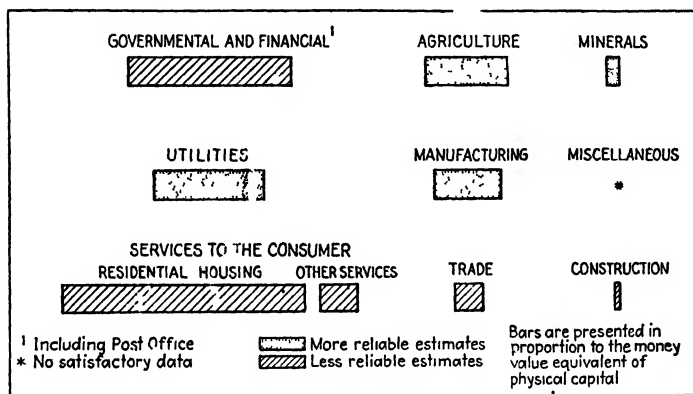 GOVERNMENTAL AND FINANCIAL¹ AGRICULTURE MINERALS
UTILITIES MANUFACTURING MISCELLANEOUS
*
SERVICES TO THE CONSUMER
RESIDENTIAL HOUSING OTHER SERVICES TRADE CONSTRUCTION
¹ Including Post Office
* No satisfactory data
More reliable estimates
Less reliable estimates
Bars are presented in
proportion to the money
value equivalent of
physical capital